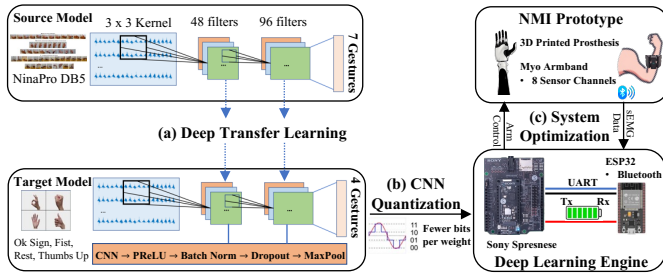 Source Model
3 x 3 Kernel
48 filters
96 filters
NinaPro DB5
...
...
7 Gestures
(a) Deep Transfer Learning
Target Model
Ok Sign, Fist,
Rest, Thumbs Up
...
...
4 Gestures
CNN → PReLU → Batch Norm → Dropout → MaxPool
(b) CNN
Quantization
11
10
01
00
Fewer bits
per weight
NMI Prototype
3D Printed Prosthesis
Myo Armband
• 8 Sensor Channels
Arm
Control
(c) System
Optimization
sEMG
Data
ESP32
• Bluetooth
UART
Tx
Rx
Sony Spresnese
Deep Learning Engine